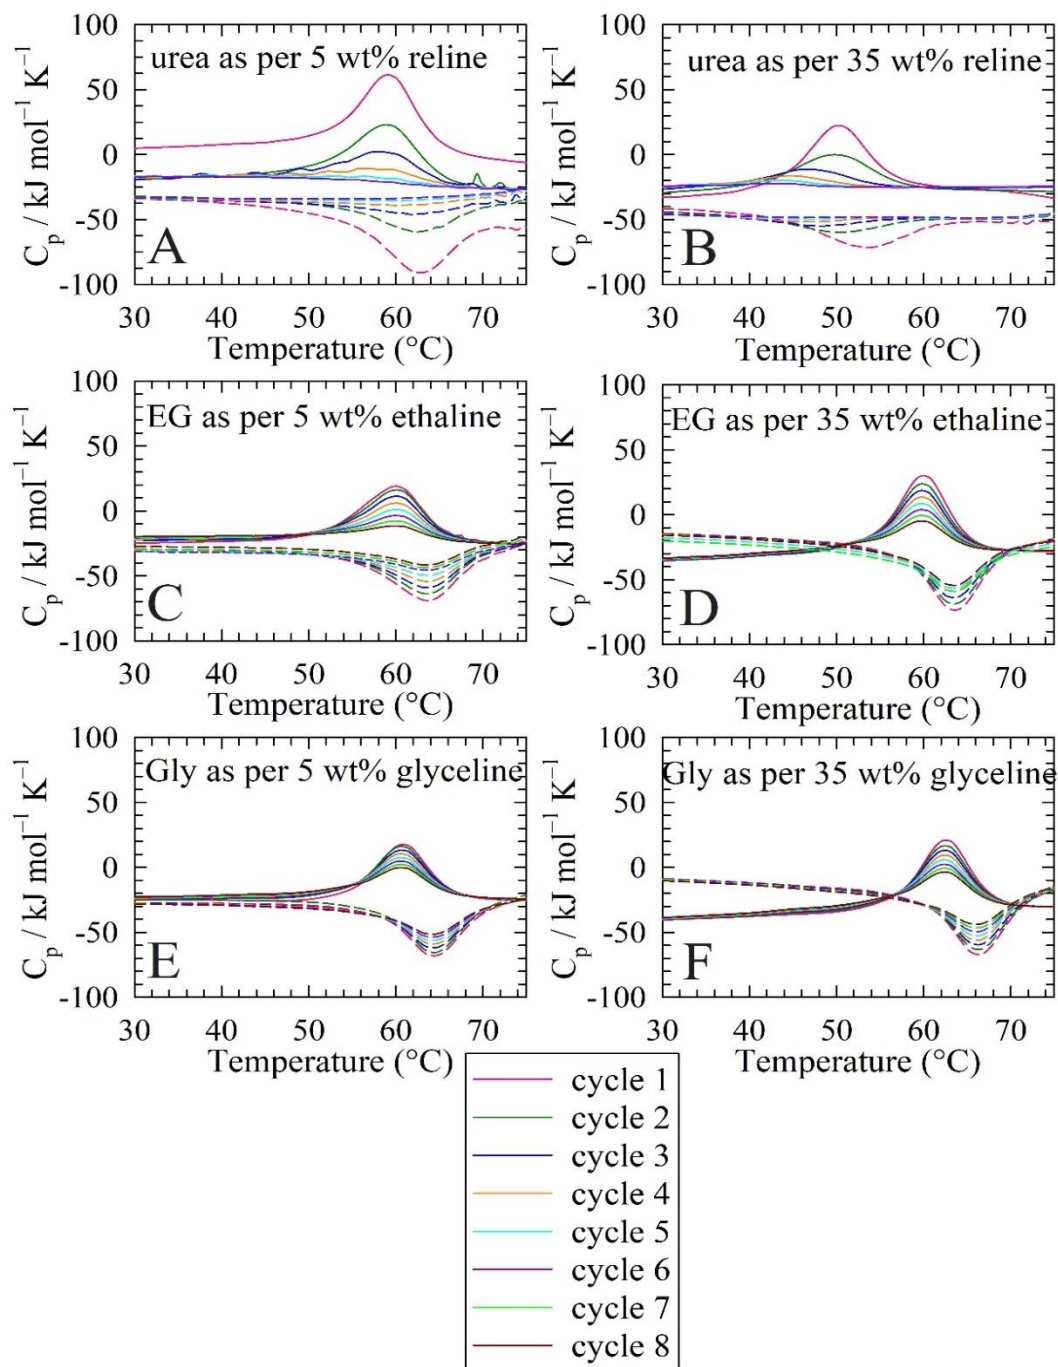 100
50
0
-50
-100
C_p / kJ mol⁻¹ K⁻¹
urea as per 5 wt% reline
A
30 40 50 60 70
Temperature (°C)
100
50
0
-50
-100
C_p / kJ mol⁻¹ K⁻¹
urea as per 35 wt% reline
B
30 40 50 60 70
Temperature (°C)
100
50
0
-50
-100
C_p / kJ mol⁻¹ K⁻¹
EG as per 5 wt% ethaline
C
30 40 50 60 70
Temperature (°C)
100
50
0
-50
-100
C_p / kJ mol⁻¹ K⁻¹
EG as per 35 wt% ethaline
D
30 40 50 60 70
Temperature (°C)
100
50
0
-50
-100
C_p / kJ mol⁻¹ K⁻¹
Gly as per 5 wt% glyceline
E
30 40 50 60 70
Temperature (°C)
100
50
0
-50
-100
C_p / kJ mol⁻¹ K⁻¹
Gly as per 35 wt% glyceline
F
30 40 50 60 70
Temperature (°C)
cycle 1
cycle 2
cycle 3
cycle 4
cycle 5
cycle 6
cycle 7
cycle 8